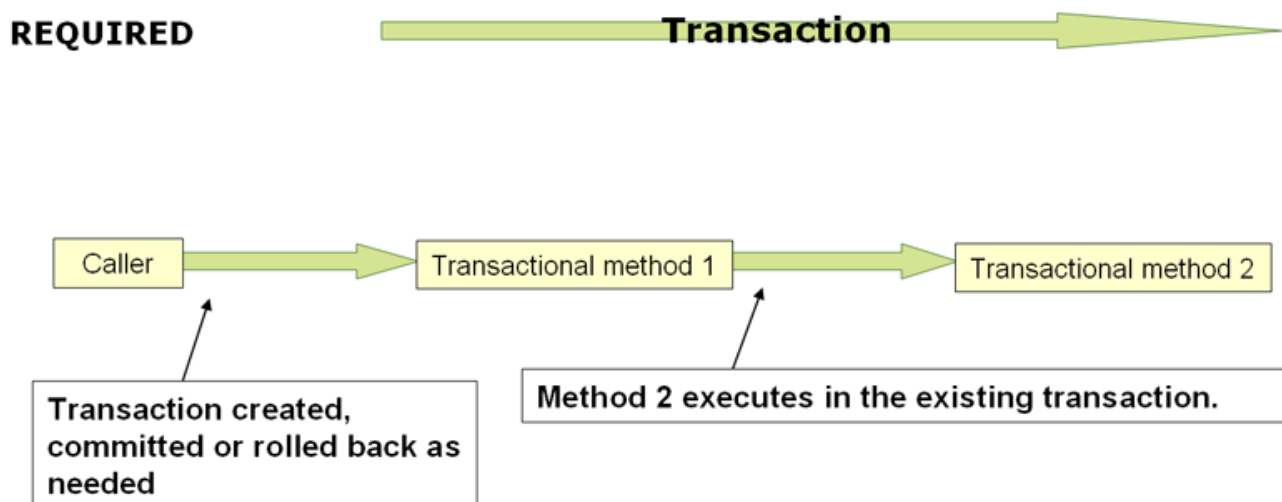 REQUIRED
Transaction
Caller
Transactional method 1
Transactional method 2
Transaction created,
committed or rolled back as
needed
Method 2 executes in the existing transaction.